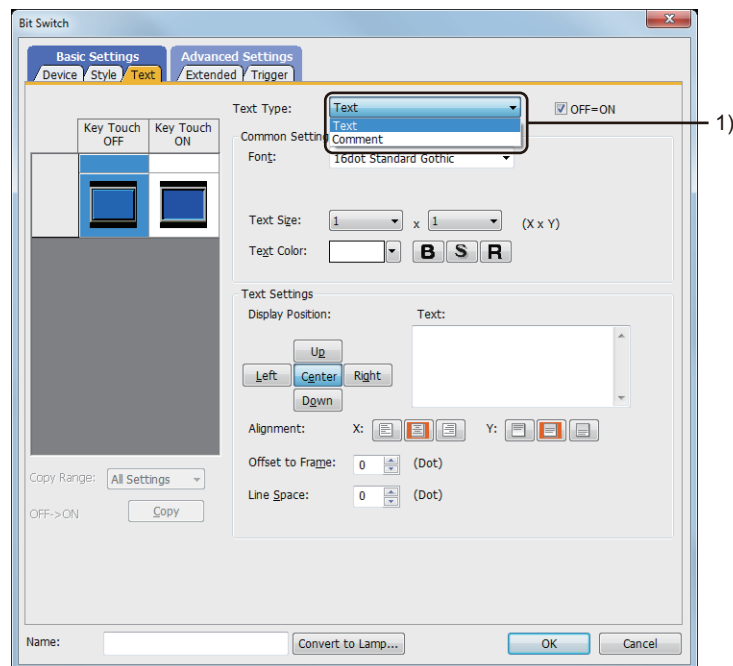 Bit Switch
Basic Settings Advanced Settings
Device Style Text Extended Trigger
Text Type: Text OFF=ON
Text
Comment
1)
Key Touch OFF Key Touch ON
Common Setting
Font: 16dot Standard Gothic
Text Size: 1 x 1 (X x Y)
Text Color: B S R
Text Settings
Display Position: Text:
Up
Left Center Right
Down
Alignment: X: Y:
Offset to Frame: 0 (Dot)
Line Space: 0 (Dot)
Copy Range: All Settings
OFF->ON Copy
Name: Convert to Lamp... OK Cancel